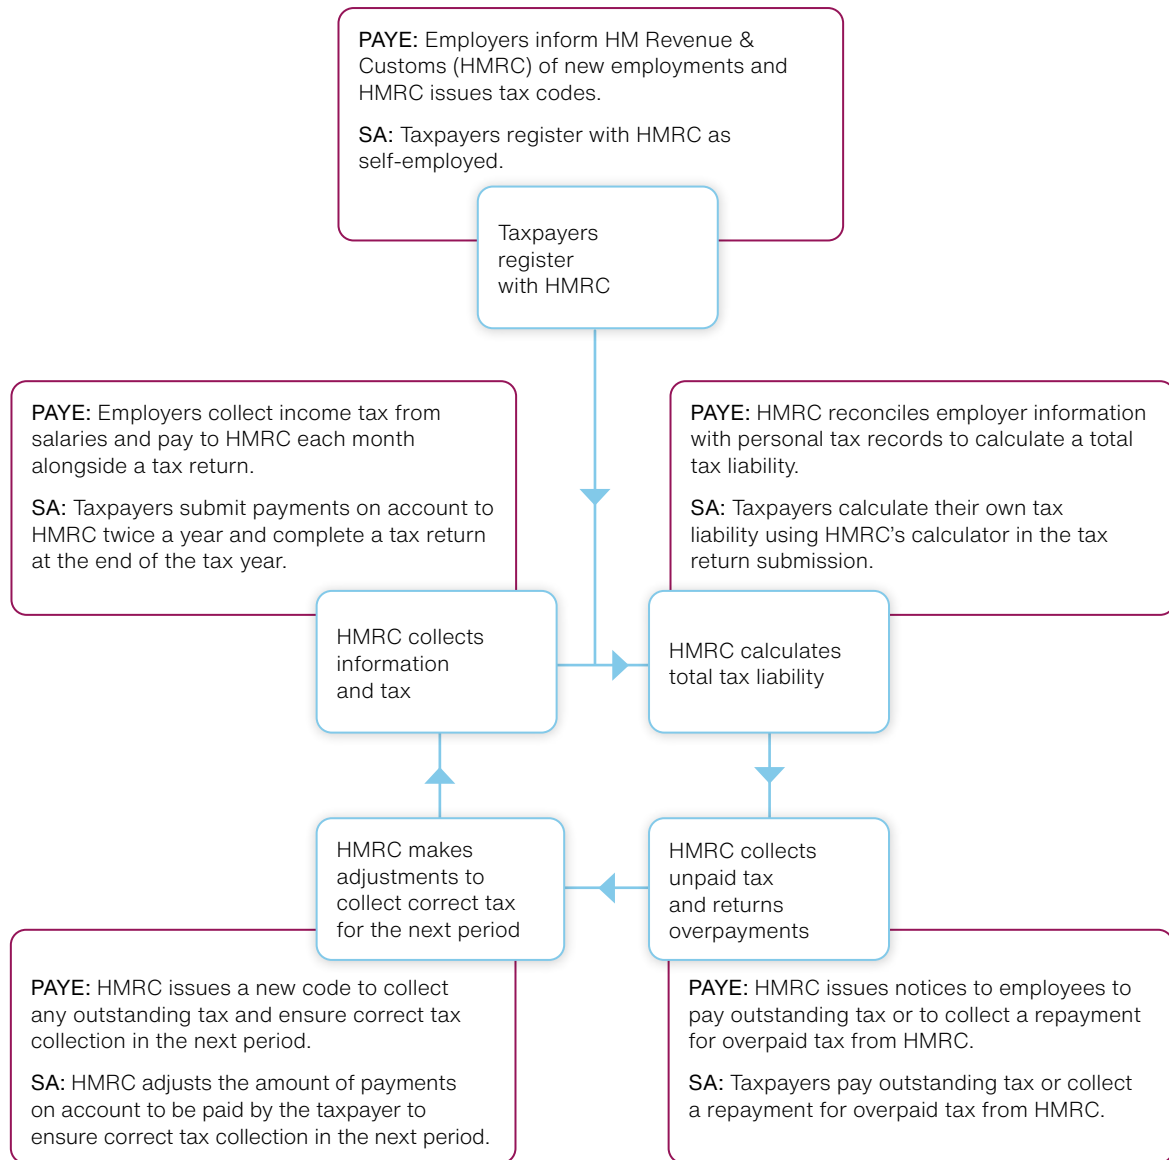 PAYE: Employers inform HM Revenue &
Customs (HMRC) of new employments and
HMRC issues tax codes.
SA: Taxpayers register with HMRC as
self-employed.
Taxpayers
register
with HMRC
PAYE: Employers collect income tax from
salaries and pay to HMRC each month
alongside a tax return.
SA: Taxpayers submit payments on account to
HMRC twice a year and complete a tax return
at the end of the tax year.
HMRC collects
information
and tax
PAYE: HMRC reconciles employer information
with personal tax records to calculate a total
tax liability.
SA: Taxpayers calculate their own tax
liability using HMRC’s calculator in the tax
return submission.
HMRC calculates
total tax liability
HMRC makes
adjustments to
collect correct tax
for the next period
PAYE: HMRC issues a new code to collect
any outstanding tax and ensure correct tax
collection in the next period.
SA: HMRC adjusts the amount of payments
on account to be paid by the taxpayer to
ensure correct tax collection in the next period.
HMRC collects
unpaid tax
and returns
overpayments
PAYE: HMRC issues notices to employees to
pay outstanding tax or to collect a repayment
for overpaid tax from HMRC.
SA: Taxpayers pay outstanding tax or collect
a repayment for overpaid tax from HMRC.